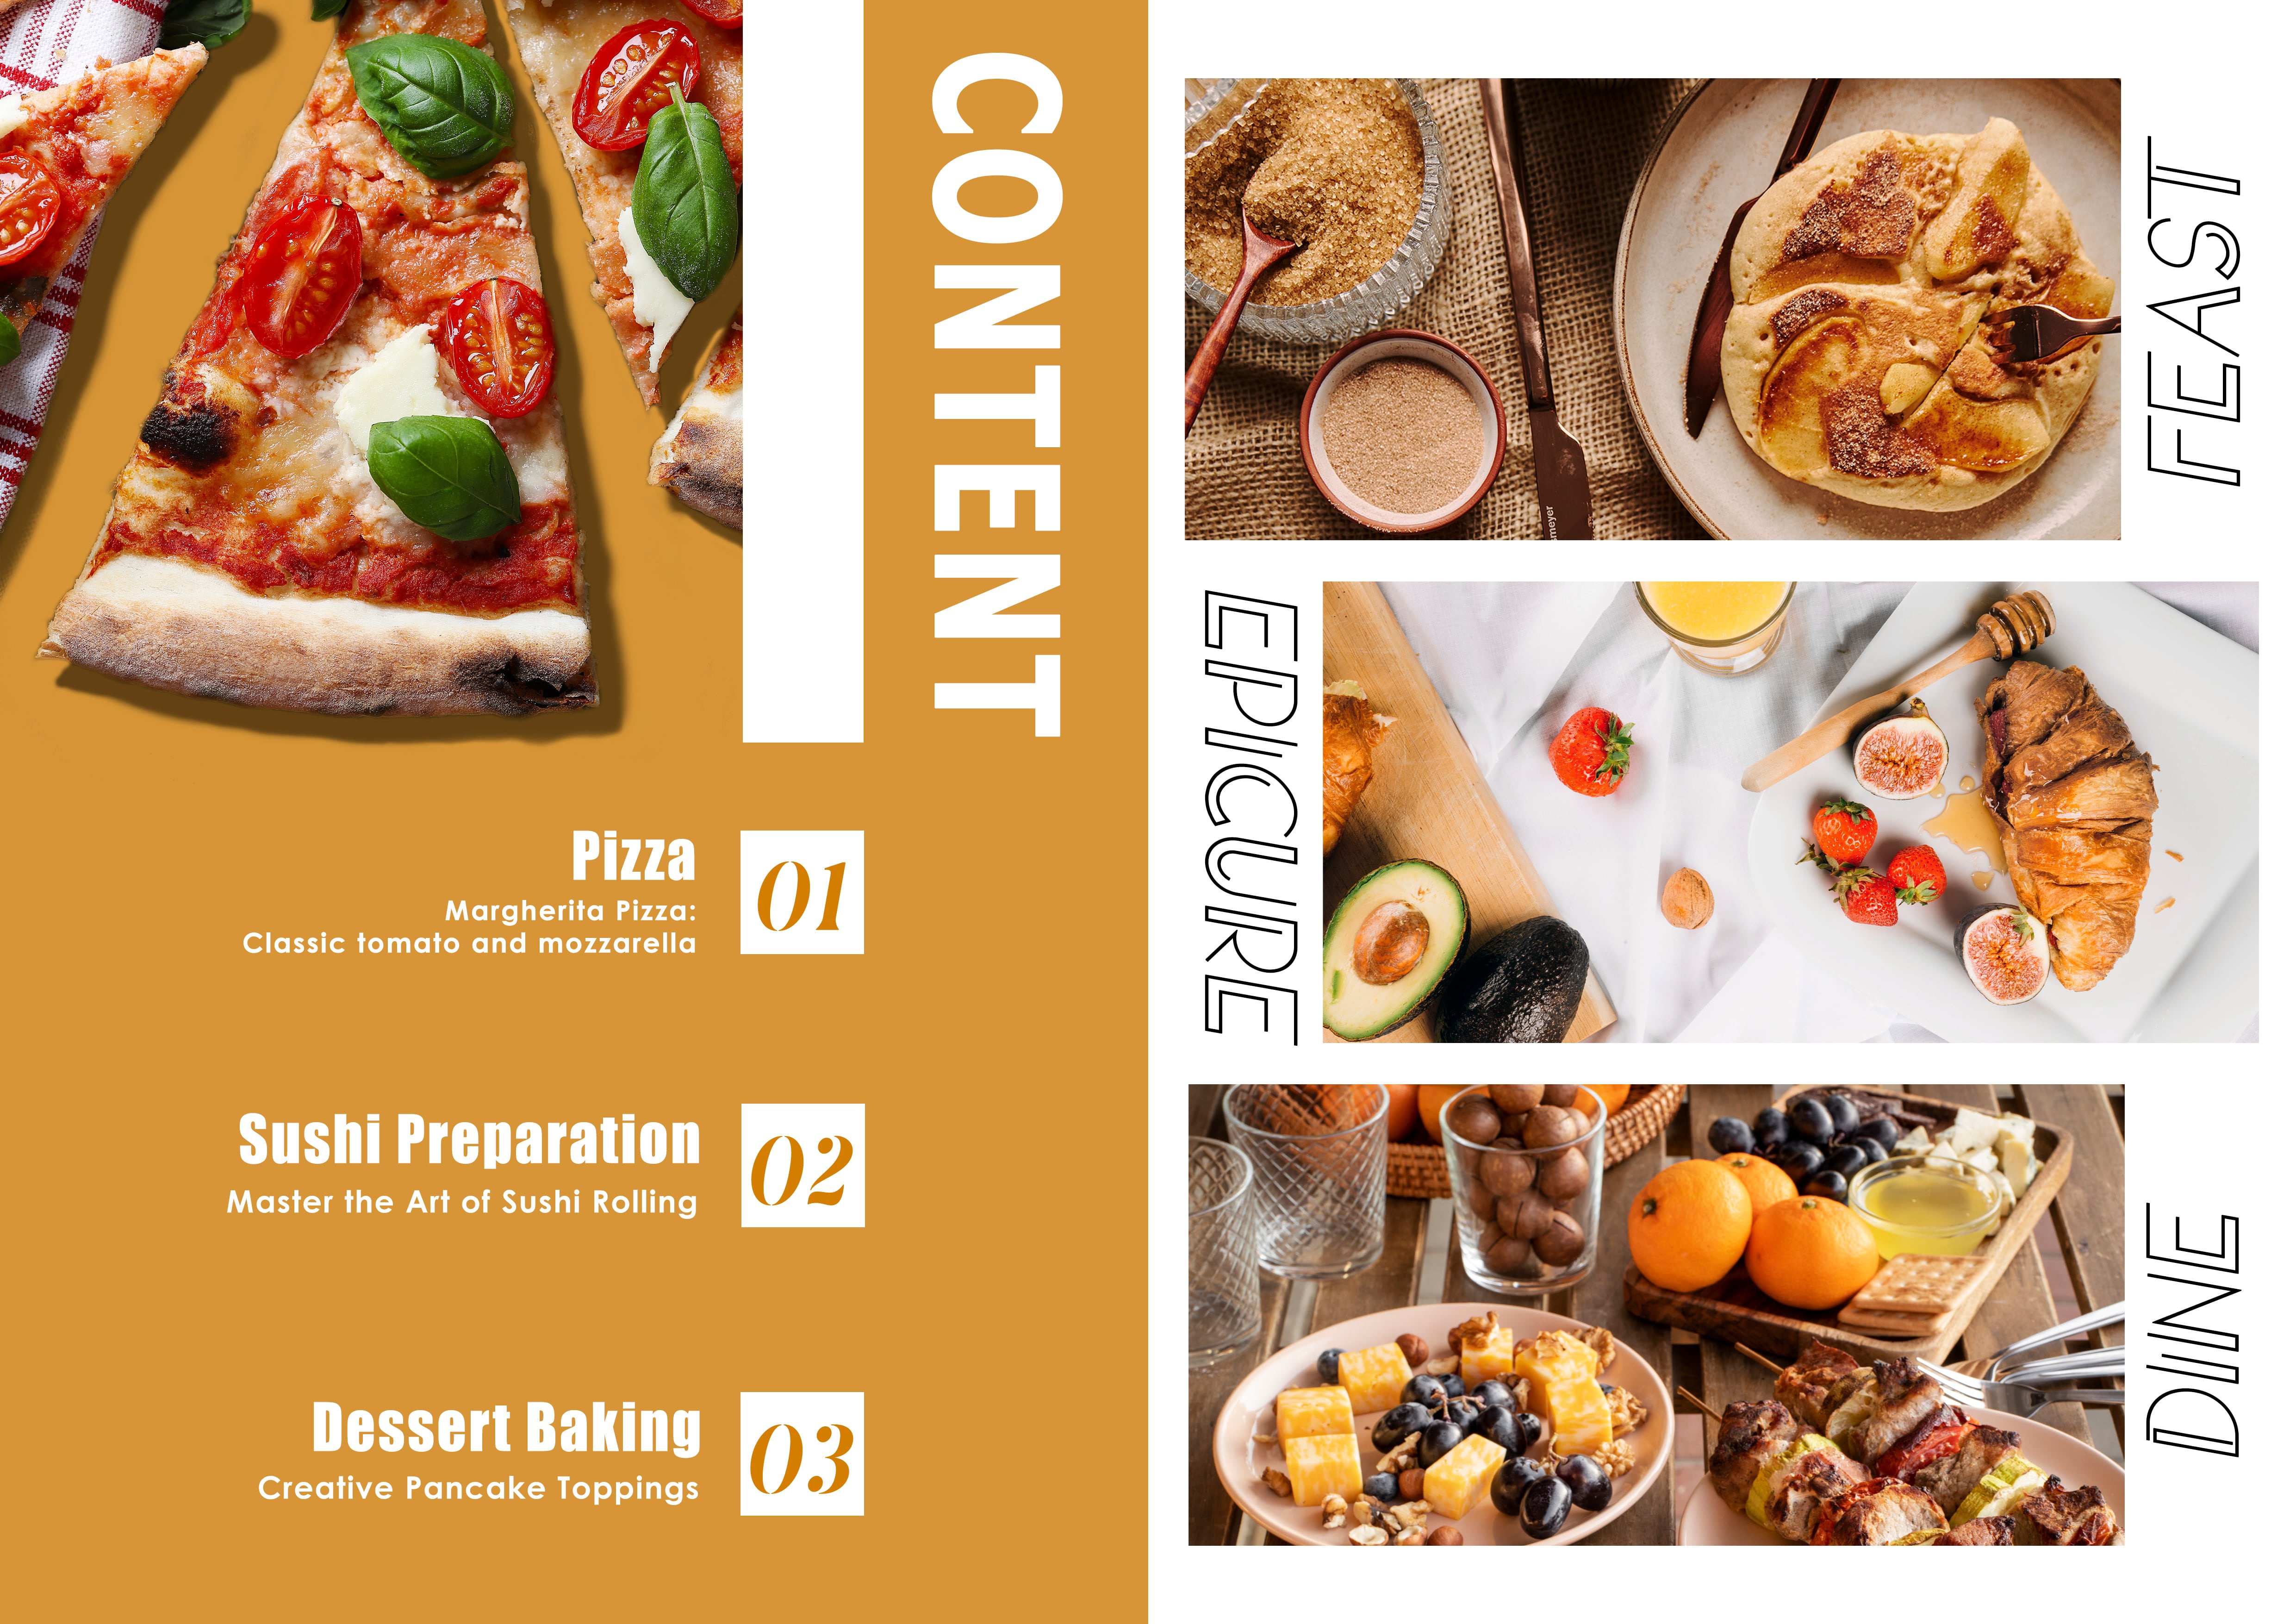 CONTENT
Pizza
Margherita Pizza:
Classic tomato and mozzarella
01
Sushi Preparation
Master the Art of Sushi Rolling
02
Dessert Baking
Creative Pancake Toppings
03
FEAST
meyer
EPICURE
DINE